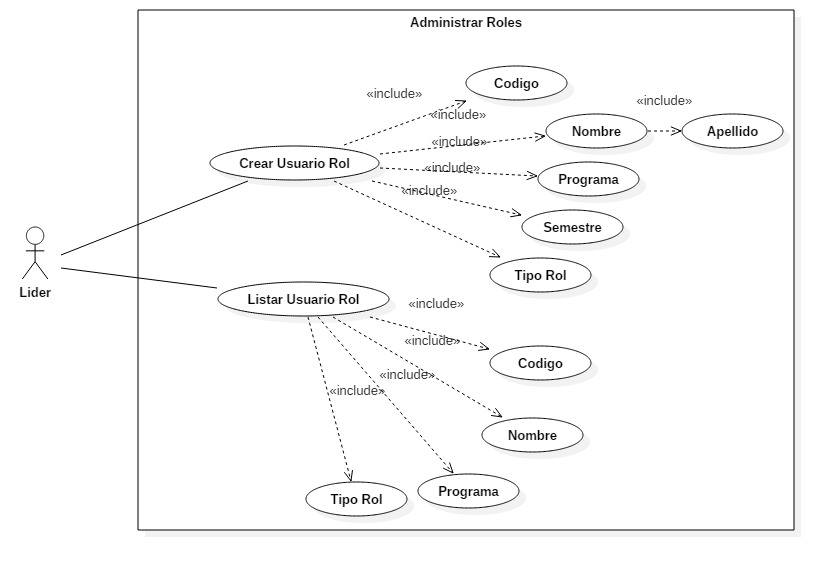 Administrar Roles
Codigo
«include»
«include»
«include»
Nombre
Apellido
«include»
Crear Usuario Rol
«include»
Programa
«include»
Semestre
Tipo Rol
Lider
Listar Usuario Rol
«include»
«include»
Codigo
«include»
«include»
Nombre
Programa
Tipo Rol